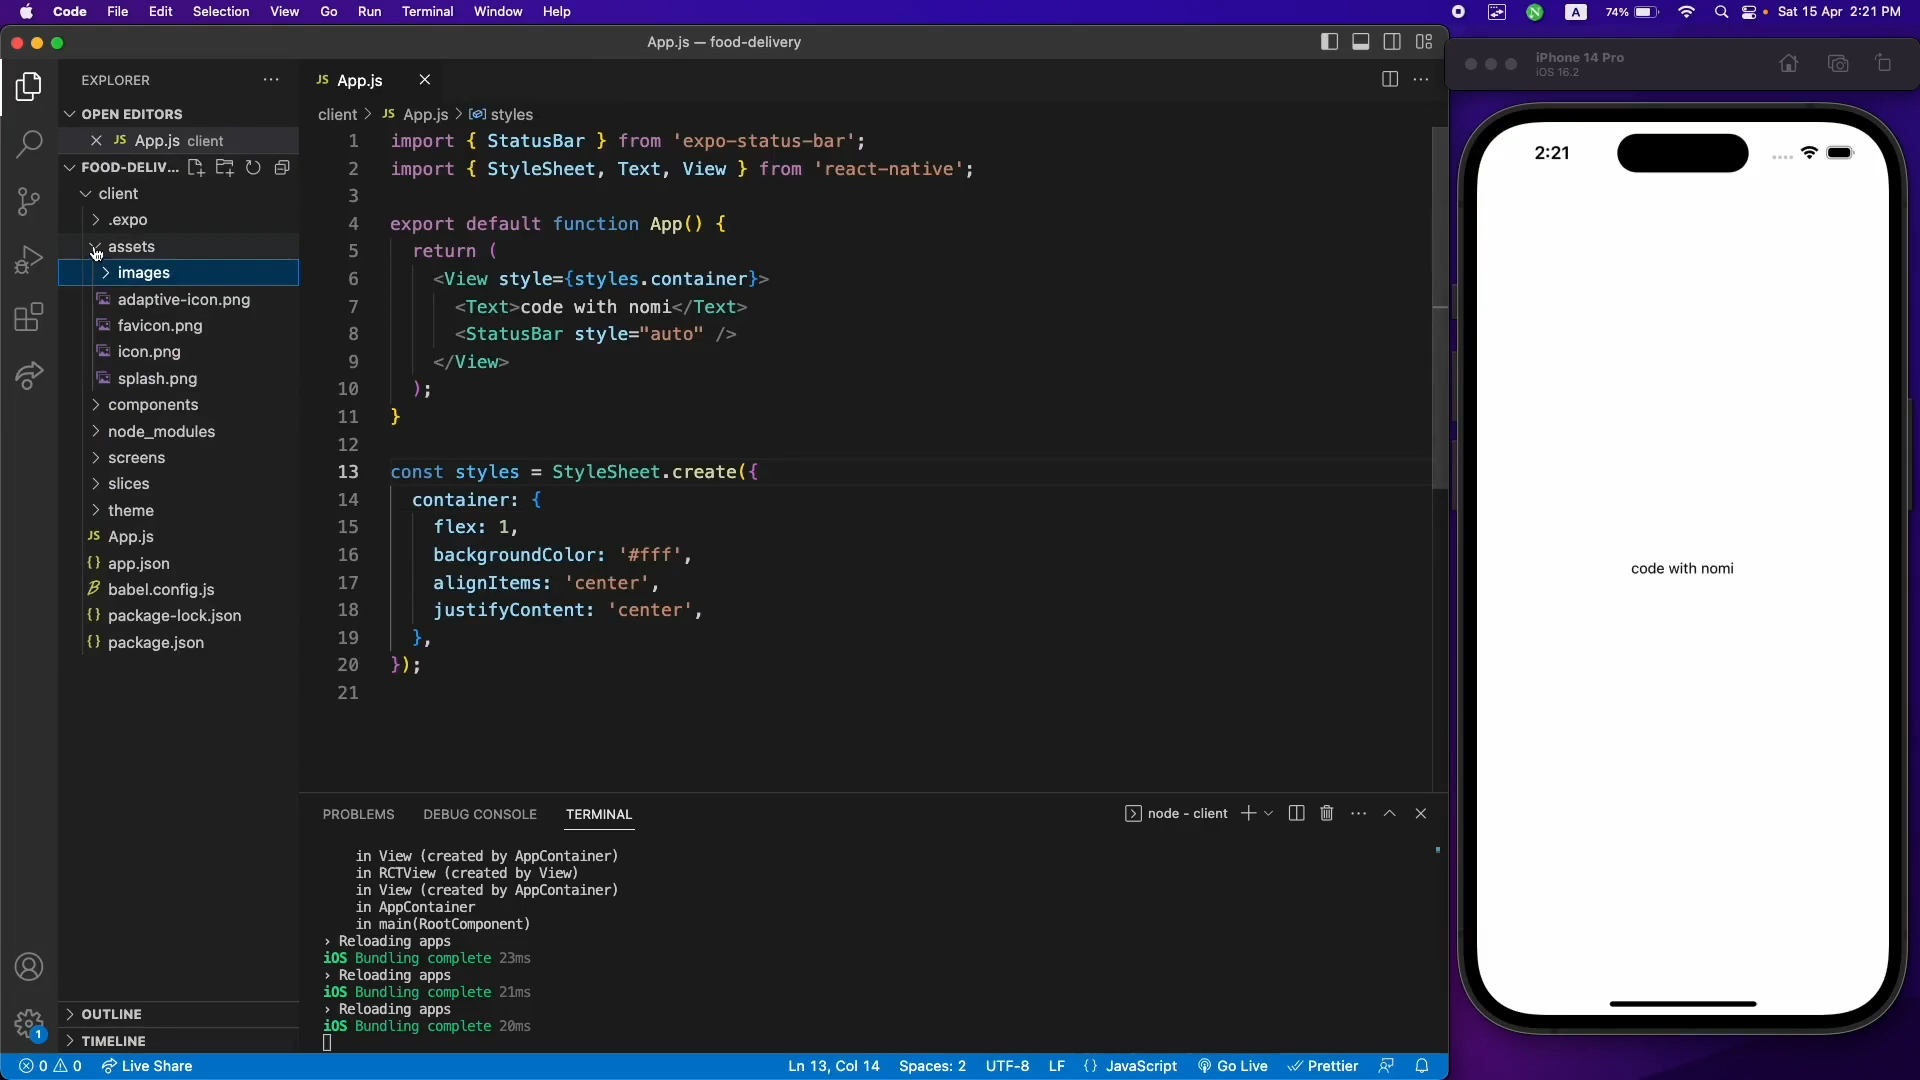 Code File Edit Selection View Go Run Terminal Window Help
A 74% Sat 15 Apr 2:21 PM
App.js — food-delivery
EXPLORER
OPEN EDITORS
JS App.js client
FOOD-DELIV...
client
.expo
assets
images
adaptive-icon.png
favicon.png
icon.png
splash.png
components
node_modules
screens
slices
theme
JS App.js
{} app.json
babel.config.js
{} package-lock.json
{} package.json
OUTLINE
TIMELINE
JS App.js
client > JS App.js > styles
1 import { StatusBar } from 'expo-status-bar';
2 import { StyleSheet, Text, View } from 'react-native';
3
4 export default function App() {
5 return (
6 <View style={styles.container}>
7 <Text>code with nomi</Text>
8 <StatusBar style="auto" />
9 </View>
10 );
11 }
12
13 const styles = StyleSheet.create({
14 container: {
15 flex: 1,
16 backgroundColor: '#fff',
17 alignItems: 'center',
18 justifyContent: 'center',
19 },
20 });
21
PROBLEMS DEBUG CONSOLE TERMINAL
node - client
in View (created by AppContainer)
in RCTView (created by View)
in View (created by AppContainer)
in AppContainer
in main(RootComponent)
› Reloading apps
iOS Bundling complete 23ms
› Reloading apps
iOS Bundling complete 21ms
› Reloading apps
iOS Bundling complete 20ms
1
0 0 Live Share
Ln 13, Col 14 Spaces: 2 UTF-8 LF {} JavaScript Go Live Prettier
iPhone 14 Pro
iOS 16.2
2:21
code with nomi